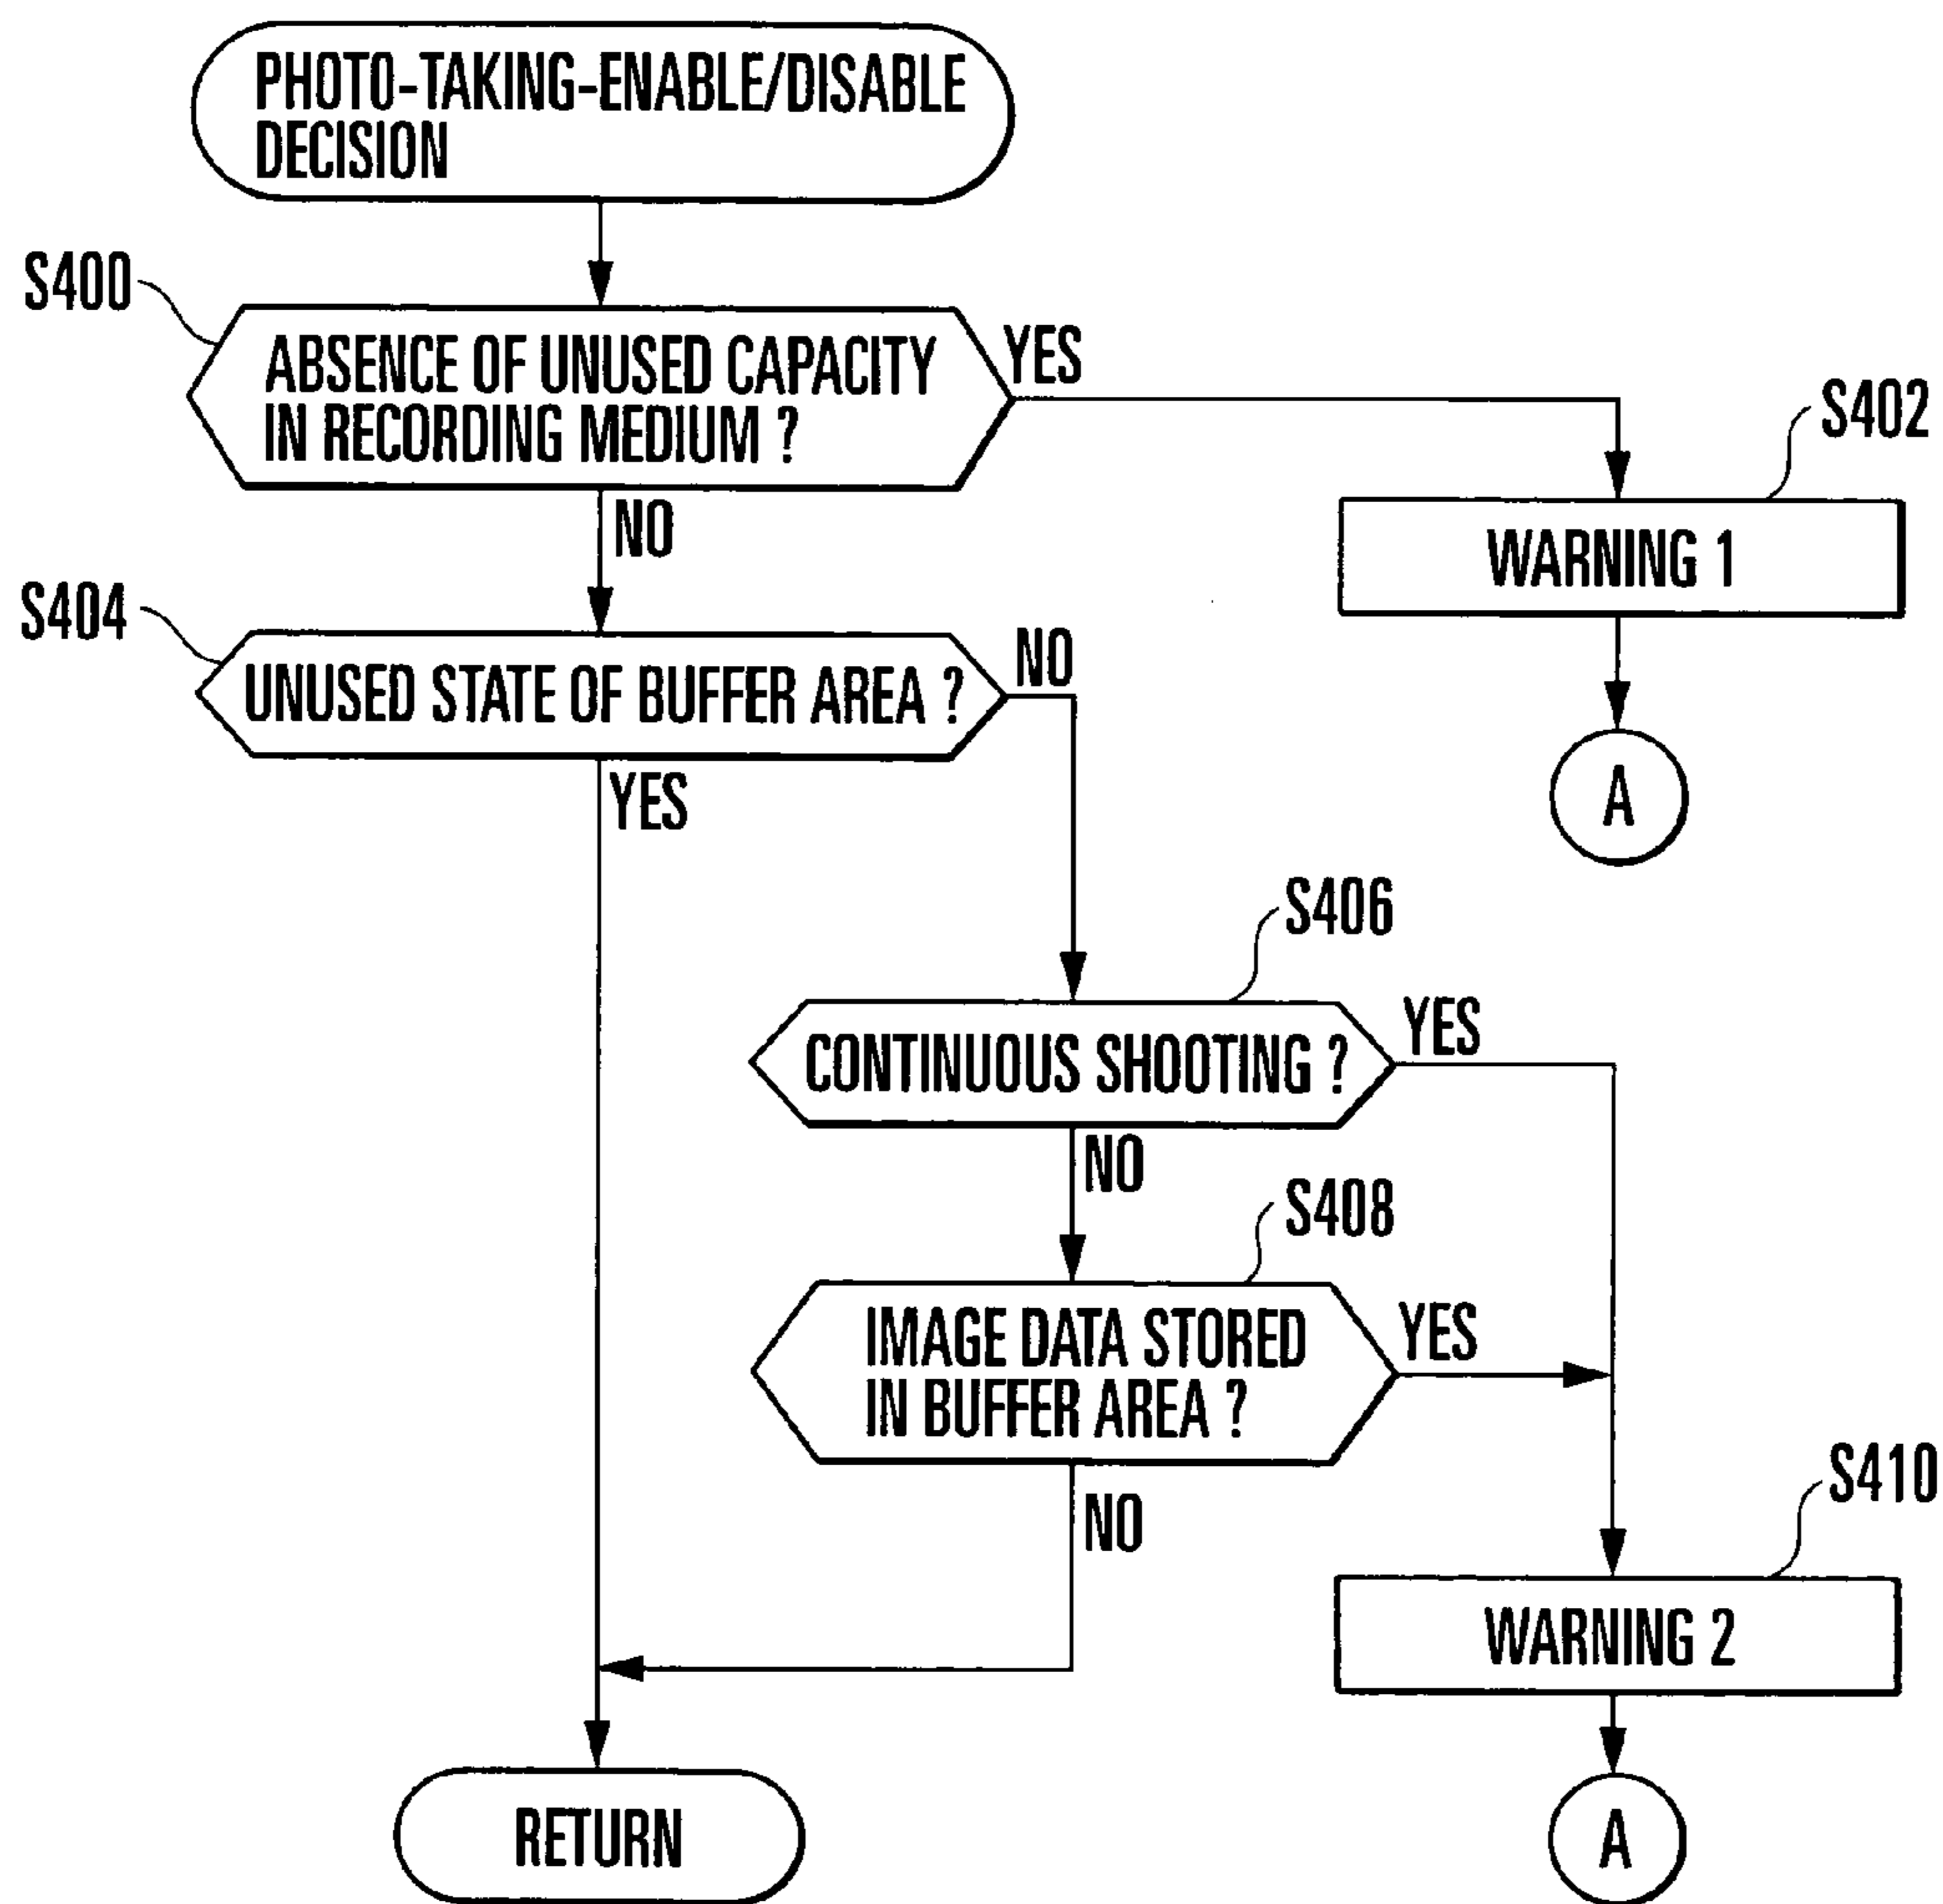 PHOTO-TAKING-ENABLE/DISABLE
DECISION
S400
ABSENCE OF UNUSED CAPACITY
IN RECORDING MEDIUM ?
YES
S402
NO
WARNING 1
S404
UNUSED STATE OF BUFFER AREA ?
NO
YES
A
S406
CONTINUOUS SHOOTING ?
YES
NO
S408
IMAGE DATA STORED
IN BUFFER AREA ?
YES
NO
S410
WARNING 2
RETURN
A